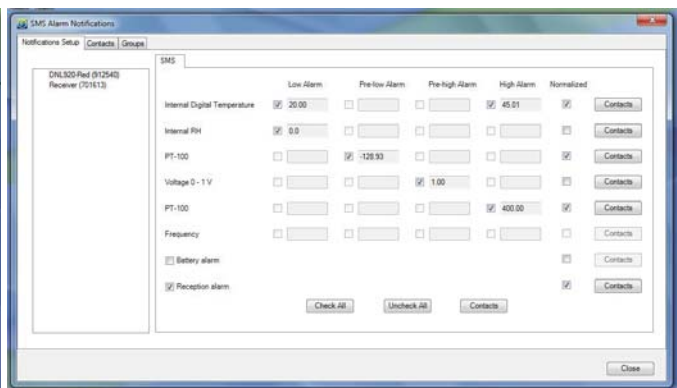 SMS Alarm Notifications
Notifications Setup Contacts Groups
DNL920-Red (912540)
Receiver (701613)
SMS
Low Alarm Pre-low Alarm Pre-high Alarm High Alarm Normalized
Internal Digital Temperature 20.00 45.01 Contacts
Internal RH 0.0 Contacts
PT-100 -128.93 Contacts
Voltage 0 - 1 V 1.00 Contacts
PT-100 400.00 Contacts
Frequency Contacts
Battery alarm Contacts
Reception alarm Contacts
Check All Uncheck All Contacts
Close